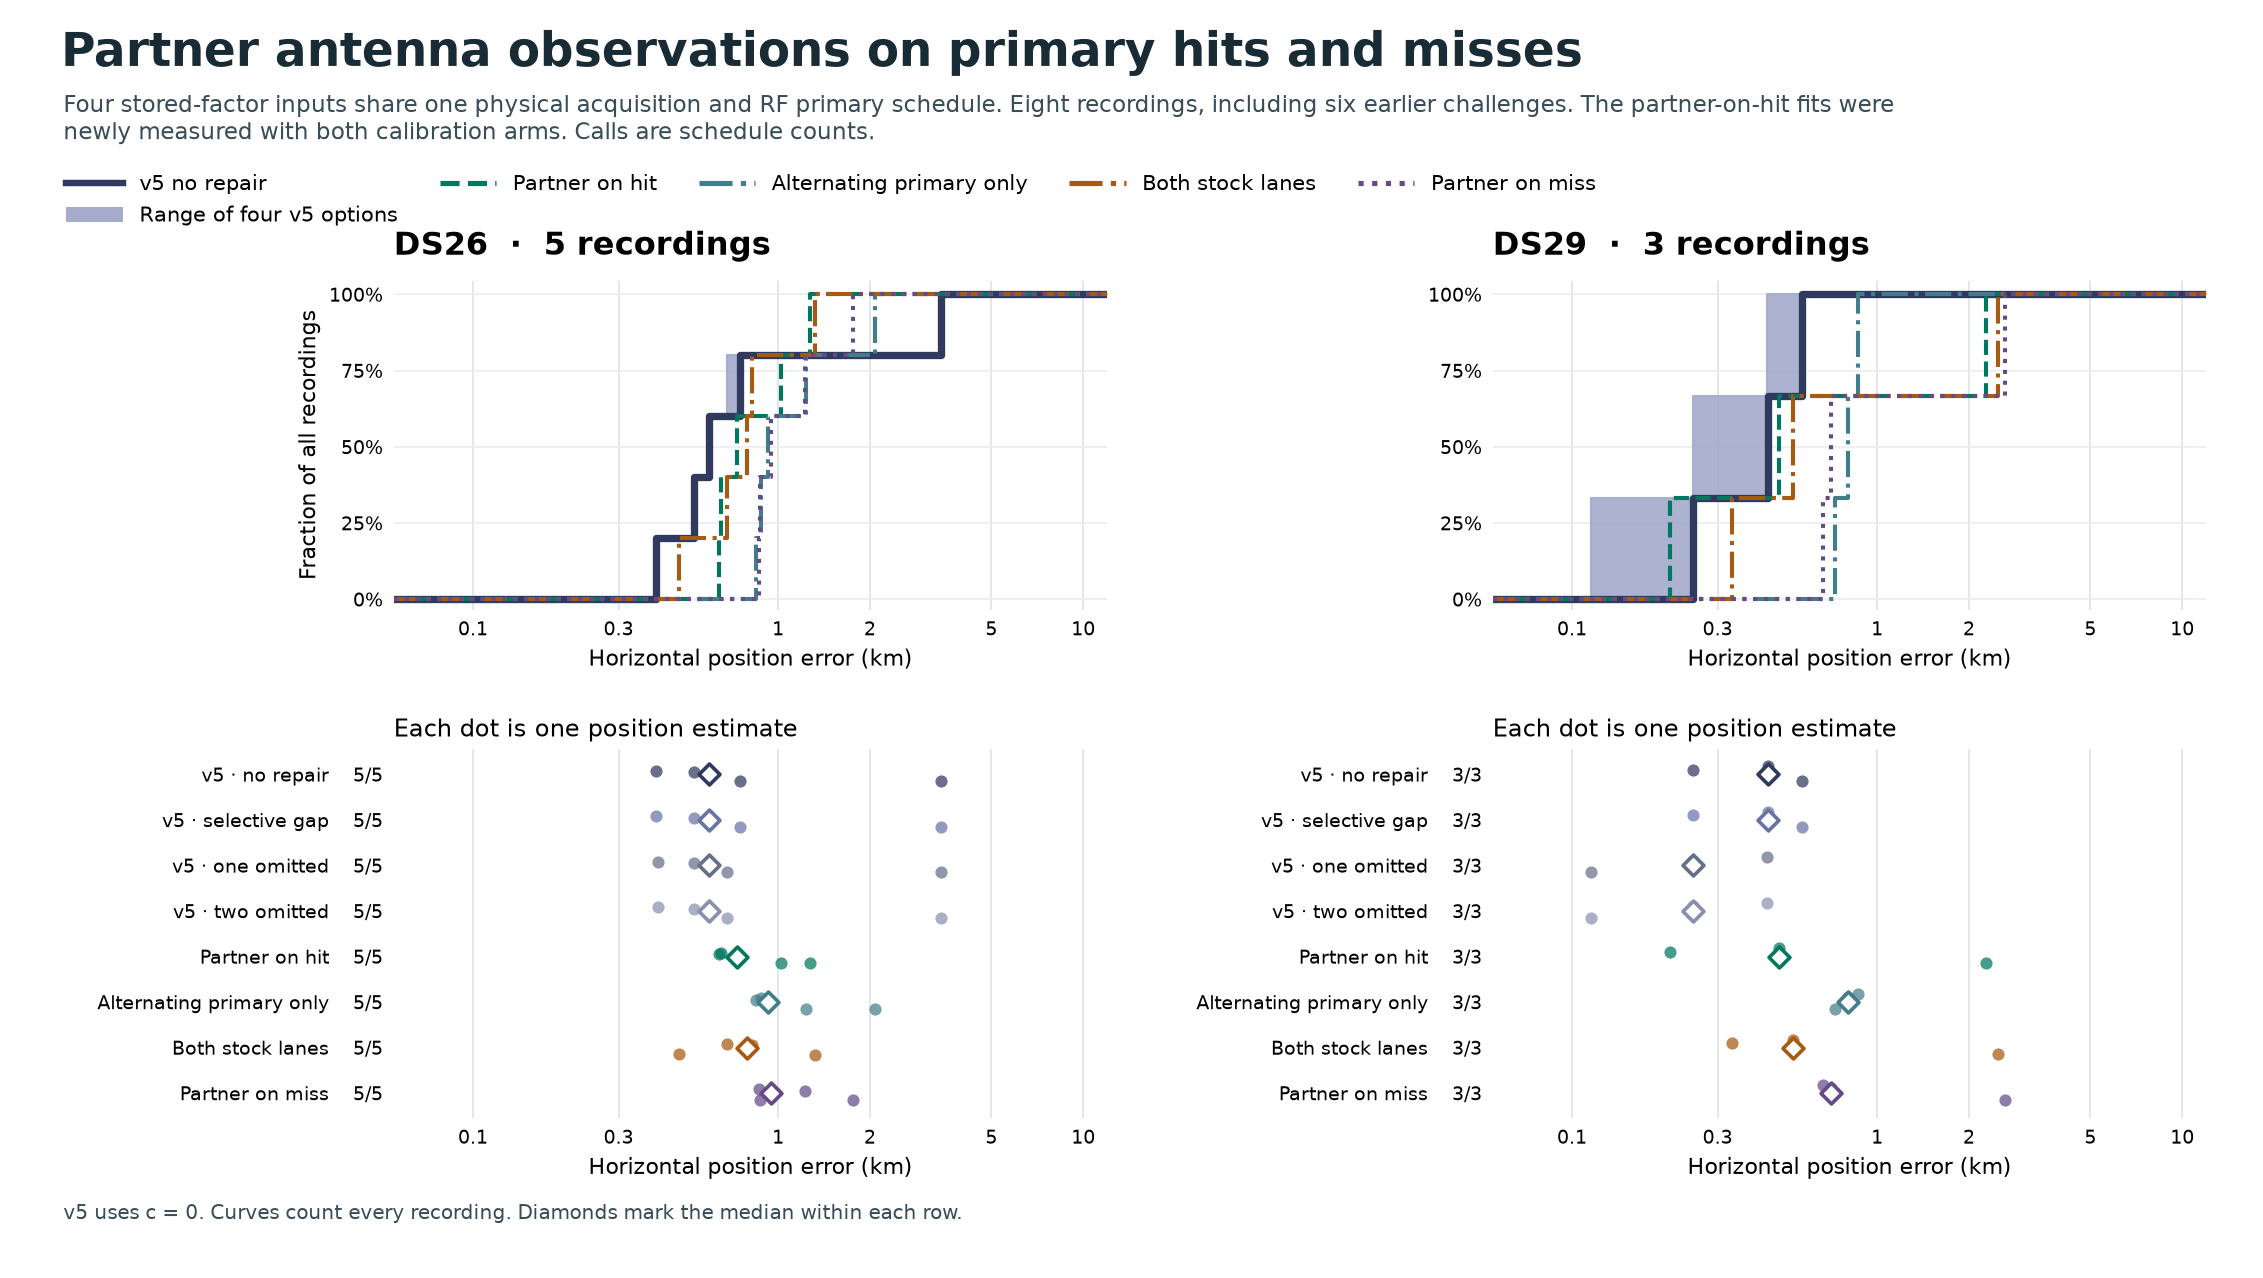 Partner antenna observations on primary hits and misses
Four stored-factor inputs share one physical acquisition and RF primary schedule. Eight recordings, including six earlier challenges. The partner-on-hit fits were
newly measured with both calibration arms. Calls are schedule counts.
v5 no repair
Partner on hit
Alternating primary only
Both stock lanes
Partner on miss
Range of four v5 options
DS26 · 5 recordings
Fraction of all recordings
100%
75%
50%
25%
0%
0.1 0.3 1 2 5 10
Horizontal position error (km)
DS29 · 3 recordings
100%
75%
50%
25%
0%
0.1 0.3 1 2 5 10
Horizontal position error (km)
Each dot is one position estimate
v5 · no repair 5/5
v5 · selective gap 5/5
v5 · one omitted 5/5
v5 · two omitted 5/5
Partner on hit 5/5
Alternating primary only 5/5
Both stock lanes 5/5
Partner on miss 5/5
0.1 0.3 1 2 5 10
Horizontal position error (km)
Each dot is one position estimate
v5 · no repair 3/3
v5 · selective gap 3/3
v5 · one omitted 3/3
v5 · two omitted 3/3
Partner on hit 3/3
Alternating primary only 3/3
Both stock lanes 3/3
Partner on miss 3/3
0.1 0.3 1 2 5 10
Horizontal position error (km)
v5 uses c = 0. Curves count every recording. Diamonds mark the median within each row.